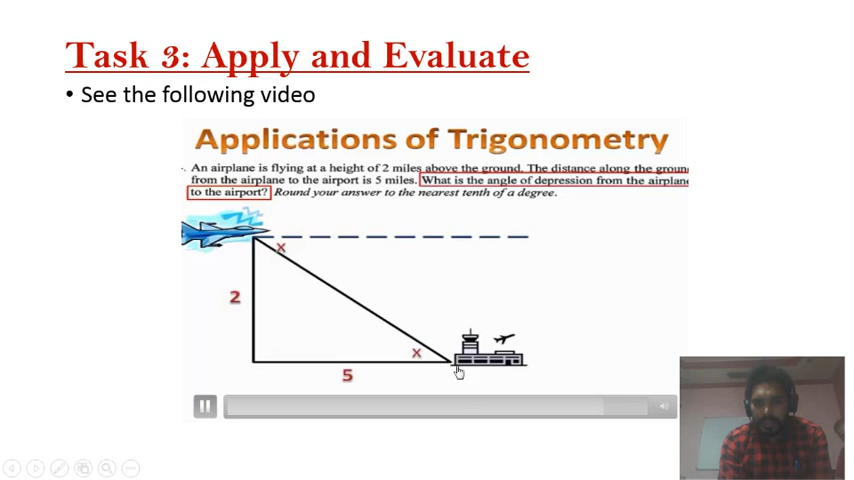 Task 3: Apply and Evaluate
• See the following video
Applications of Trigonometry
An airplane is flying at a height of 2 miles above the ground. The distance along the ground
from the airplane to the airport is 5 miles. What is the angle of depression from the airplane
to the airport? Round your answer to the nearest tenth of a degree.
x
2
x
5